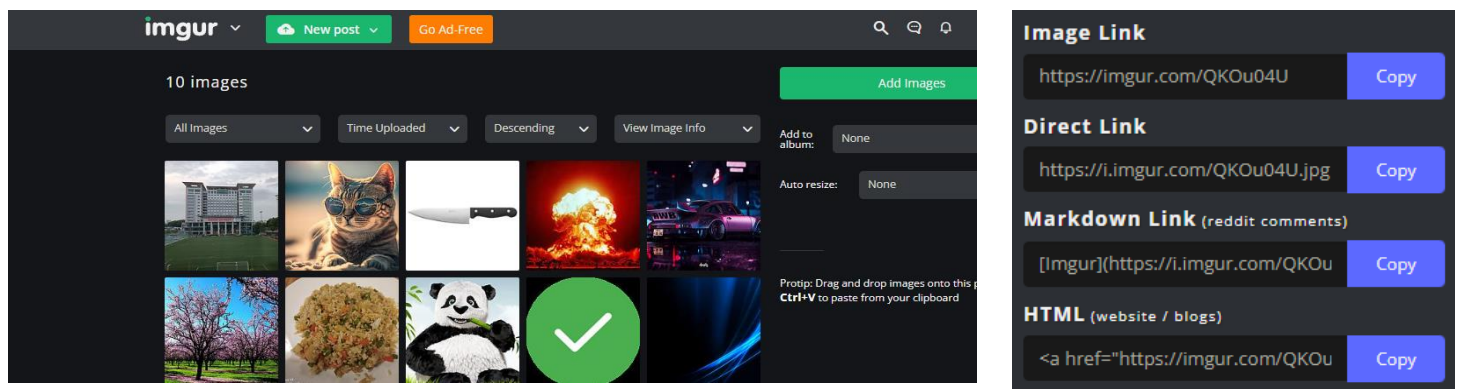 imgur
New post
Go Ad-Free
10 images
Add Images
All Images
Time Uploaded
Descending
View Image Info
Add to
album:
None
Auto resize:
None
Protip: Drag and drop images onto this p
Ctrl+V to paste from your clipboard
Image Link
https://imgur.com/QKOu04U
Copy
Direct Link
https://i.imgur.com/QKOu04U.jpg
Copy
Markdown Link (reddit comments)
[Imgur](https://i.imgur.com/QKOu
Copy
HTML (website / blogs)
<a href="https://imgur.com/QKOu
Copy